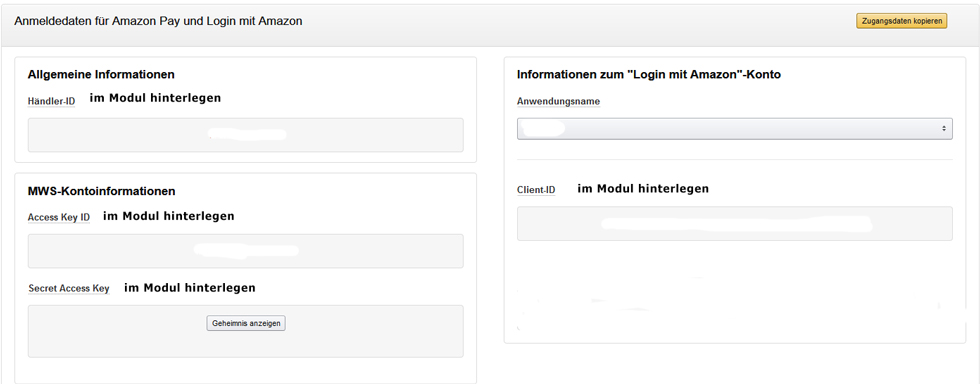 Anmeldedaten für Amazon Pay und Login mit Amazon
Zugangsdaten kopieren
Allgemeine Informationen
Händler-ID im Modul hinterlegen
MWS-Kontoinformationen
Access Key ID im Modul hinterlegen
Secret Access Key im Modul hinterlegen
Geheimnis anzeigen
Informationen zum "Login mit Amazon"-Konto
Anwendungsname
Client-ID im Modul hinterlegen